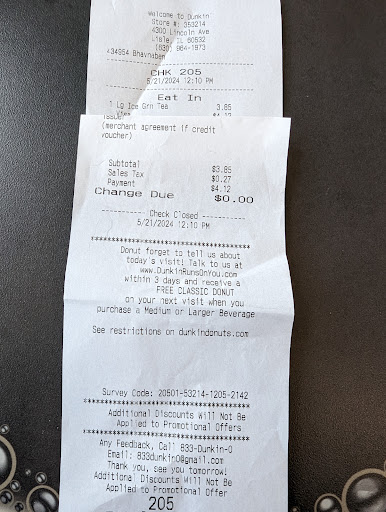 Welcome to Dunkin'
Store #: 353214
4300 Lincoln Ave
Lisle, IL 60532
(630) 964-1973
434954 Bhavnaben
CHK 205
5/21/2024 12:10 PM
Eat In
1 Lg Ice Grn Tea 3.85
Visa $4.12
Issuer
(merchant agreement if credit
voucher)
Subtotal $3.85
Sales Tax $0.27
Payment $4.12
Change Due $0.00
---------- Check Closed ----------
5/21/2024 12:10 PM
**********************************
Donut forget to tell us about
today's visit! Talk to us at
www.DunkinRunsOnYou.com
within 3 days and receive a
FREE CLASSIC DONUT
on your next visit when you
purchase a Medium or Larger Beverage
See restrictions on dunkindonuts.com
Survey Code: 20501-53214-1205-2142
**********************************
Additional Discounts Will Not Be
Applied to Promotional Offers
**********************************
Any Feedback, Call 833-Dunkin-0
Email: 833dunkin0@gmail.com
Thank you, see you tomorrow!
Additional Discounts Will Not Be
Applied to Promotional Offer
205